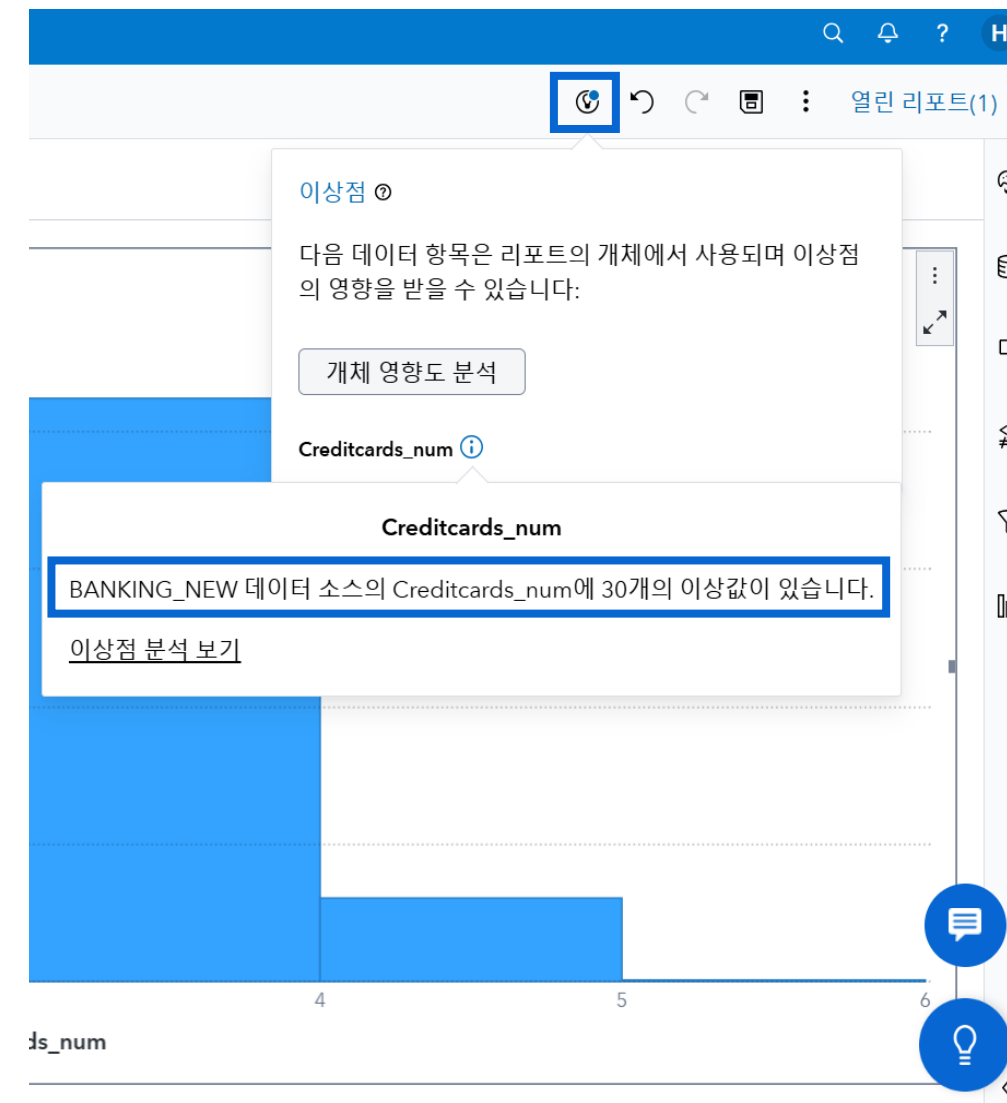 열린 리포트(1)
이상점
다음 데이터 항목은 리포트의 개체에서 사용되며 이상점
의 영향을 받을 수 있습니다:
개체 영향도 분석
Creditcards_num
Creditcards_num
BANKING_NEW 데이터 소스의 Creditcards_num에 30개의 이상값이 있습니다.
이상점 분석 보기
4 5 6
ds_num